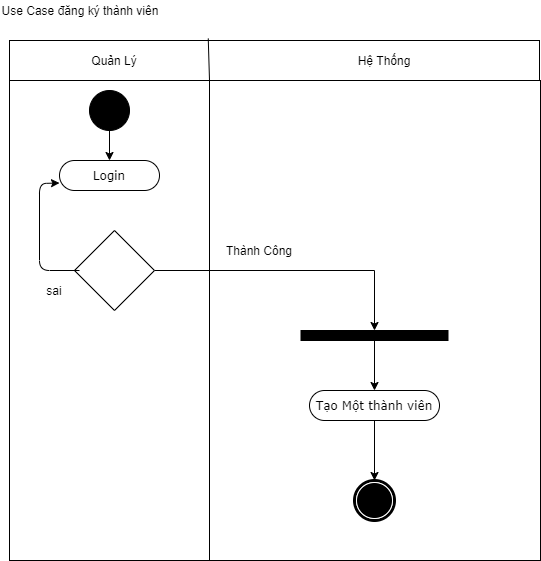 Use Case đăng ký thành viên
Quản Lý
Hệ Thống
Login
Thành Công
sai
Tạo Một thành viên